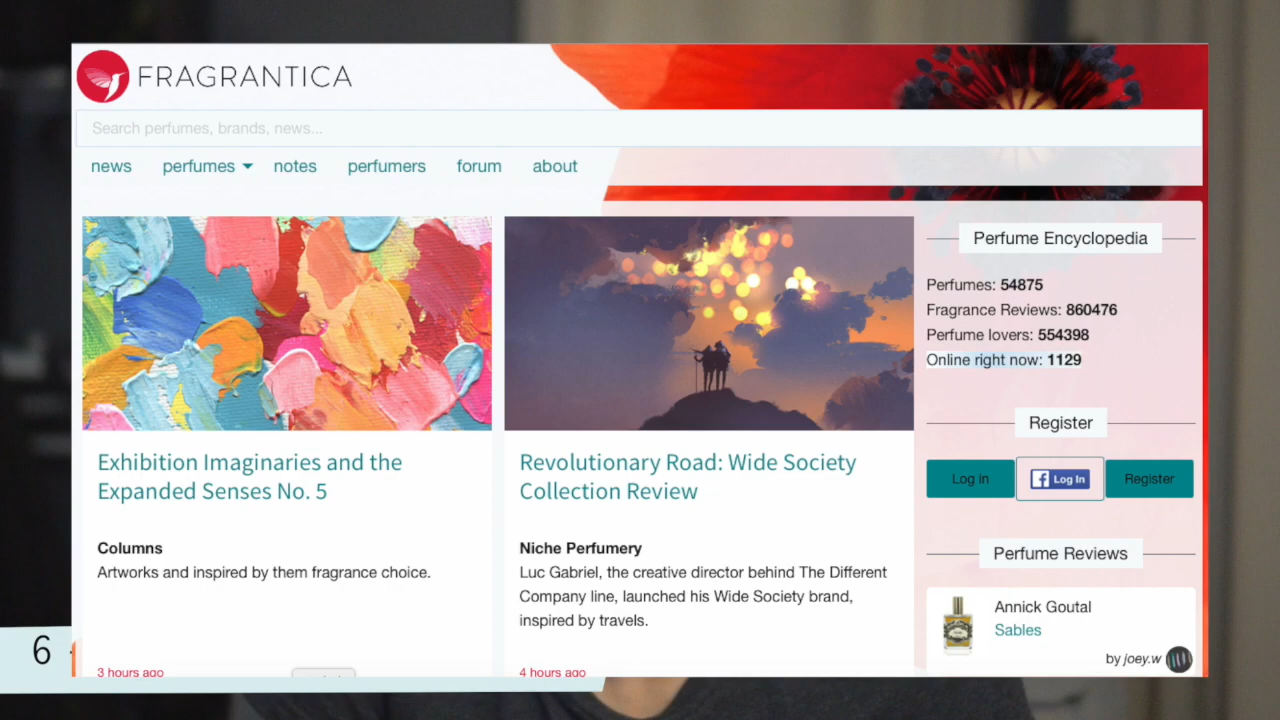 FRAGRANTICA
Search perfumes, brands, news...
news perfumes notes perfumers forum about
Exhibition Imaginaries and the
Expanded Senses No. 5
Columns
Artworks and inspired by them fragrance choice.
3 hours ago
Revolutionary Road: Wide Society
Collection Review
Niche Perfumery
Luc Gabriel, the creative director behind The Different
Company line, launched his Wide Society brand,
inspired by travels.
4 hours ago
Perfume Encyclopedia
Perfumes: 54875
Fragrance Reviews: 860476
Perfume lovers: 554398
Online right now: 1129
Register
Log in f Log In Register
Perfume Reviews
Annick Goutal
Sables
by joey.w
6